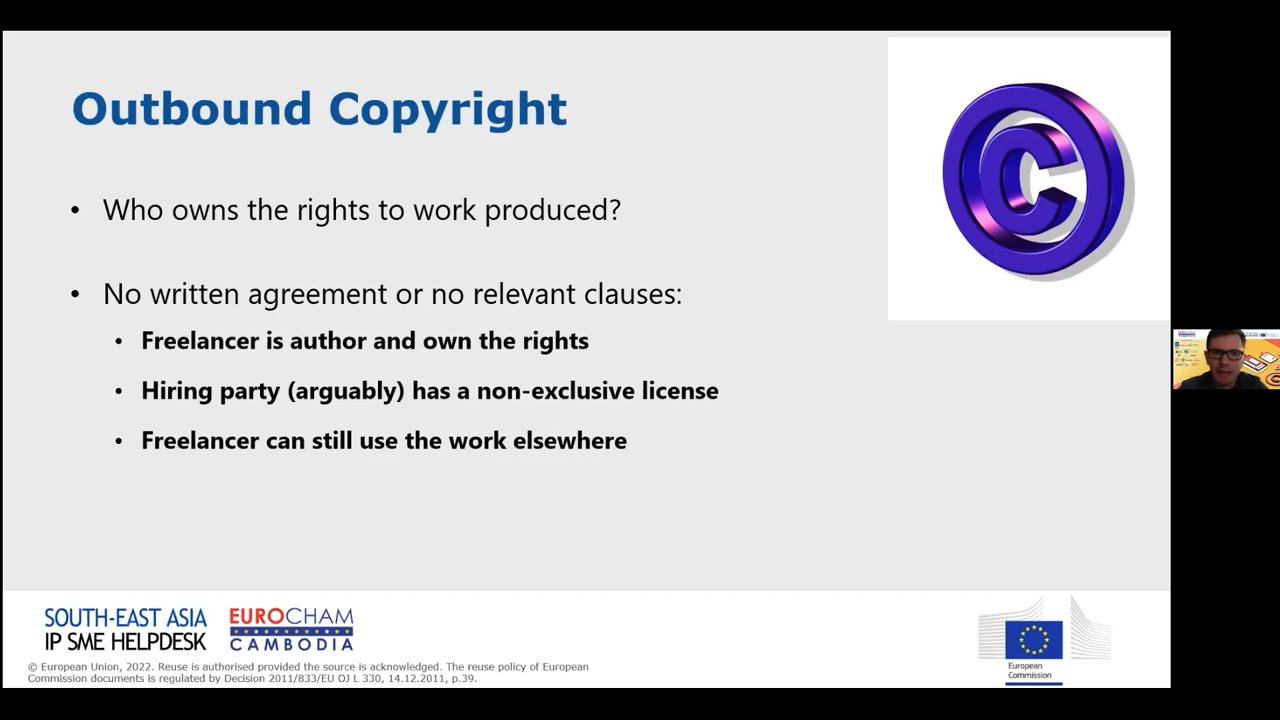 Outbound Copyright
• Who owns the rights to work produced?
• No written agreement or no relevant clauses:
• Freelancer is author and own the rights
• Hiring party (arguably) has a non-exclusive license
• Freelancer can still use the work elsewhere
SOUTH-EAST ASIA
IP SME HELPDESK
EUROCHAM
CAMBODIA
© European Union, 2022. Reuse is authorised provided the source is acknowledged. The reuse policy of European
Commission documents is regulated by Decision 2011/833/EU OJ L 330, 14.12.2011, p.39.
European
Commission